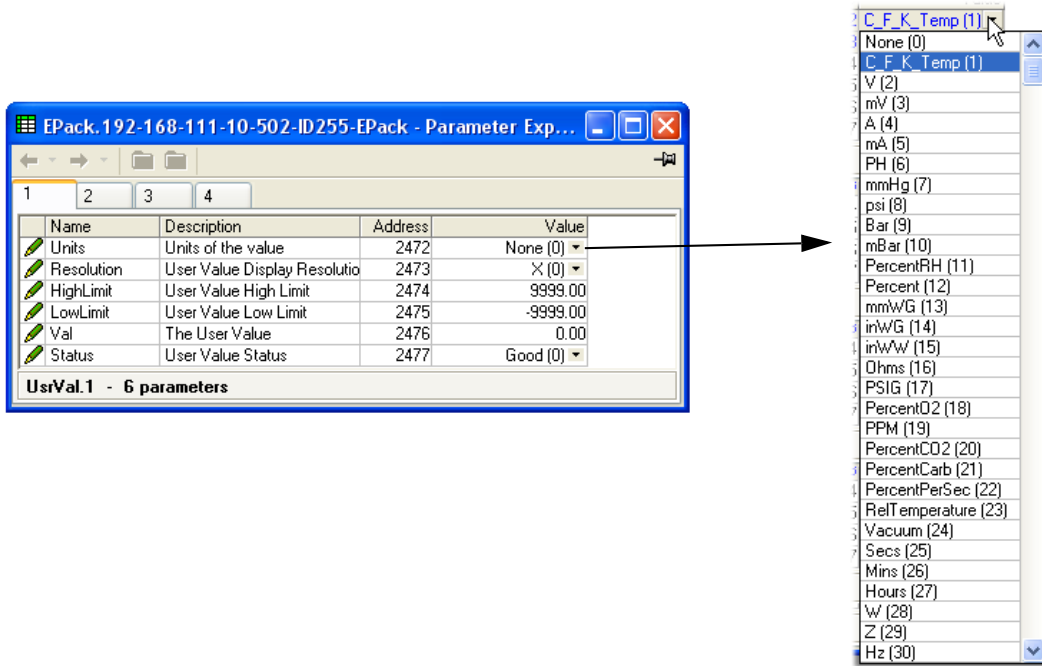 EPack.192-168-111-10-502-ID255-EPack - Parameter Exp...
1 2 3 4
Name Description Address Value
Units Units of the value 2472 None (0)
Resolution User Value Display Resolutio 2473 X (0)
HighLimit User Value High Limit 2474 9999.00
LowLimit User Value Low Limit 2475 -9999.00
Val The User Value 2476 0.00
Status User Value Status 2477 Good (0)
UsrVal.1 - 6 parameters
C_F_K_Temp (1)
None (0)
C_F_K_Temp (1)
V (2)
mV (3)
A (4)
mA (5)
PH (6)
mmHg (7)
psi (8)
Bar (9)
mBar (10)
PercentRH (11)
Percent (12)
mmWG (13)
inWG (14)
inWW (15)
Ohms (16)
PSIG (17)
PercentO2 (18)
PPM (19)
PercentCO2 (20)
PercentCarb (21)
PercentPerSec (22)
RelTemperature (23)
Vacuum (24)
Secs (25)
Mins (26)
Hours (27)
W (28)
Z (29)
Hz (30)